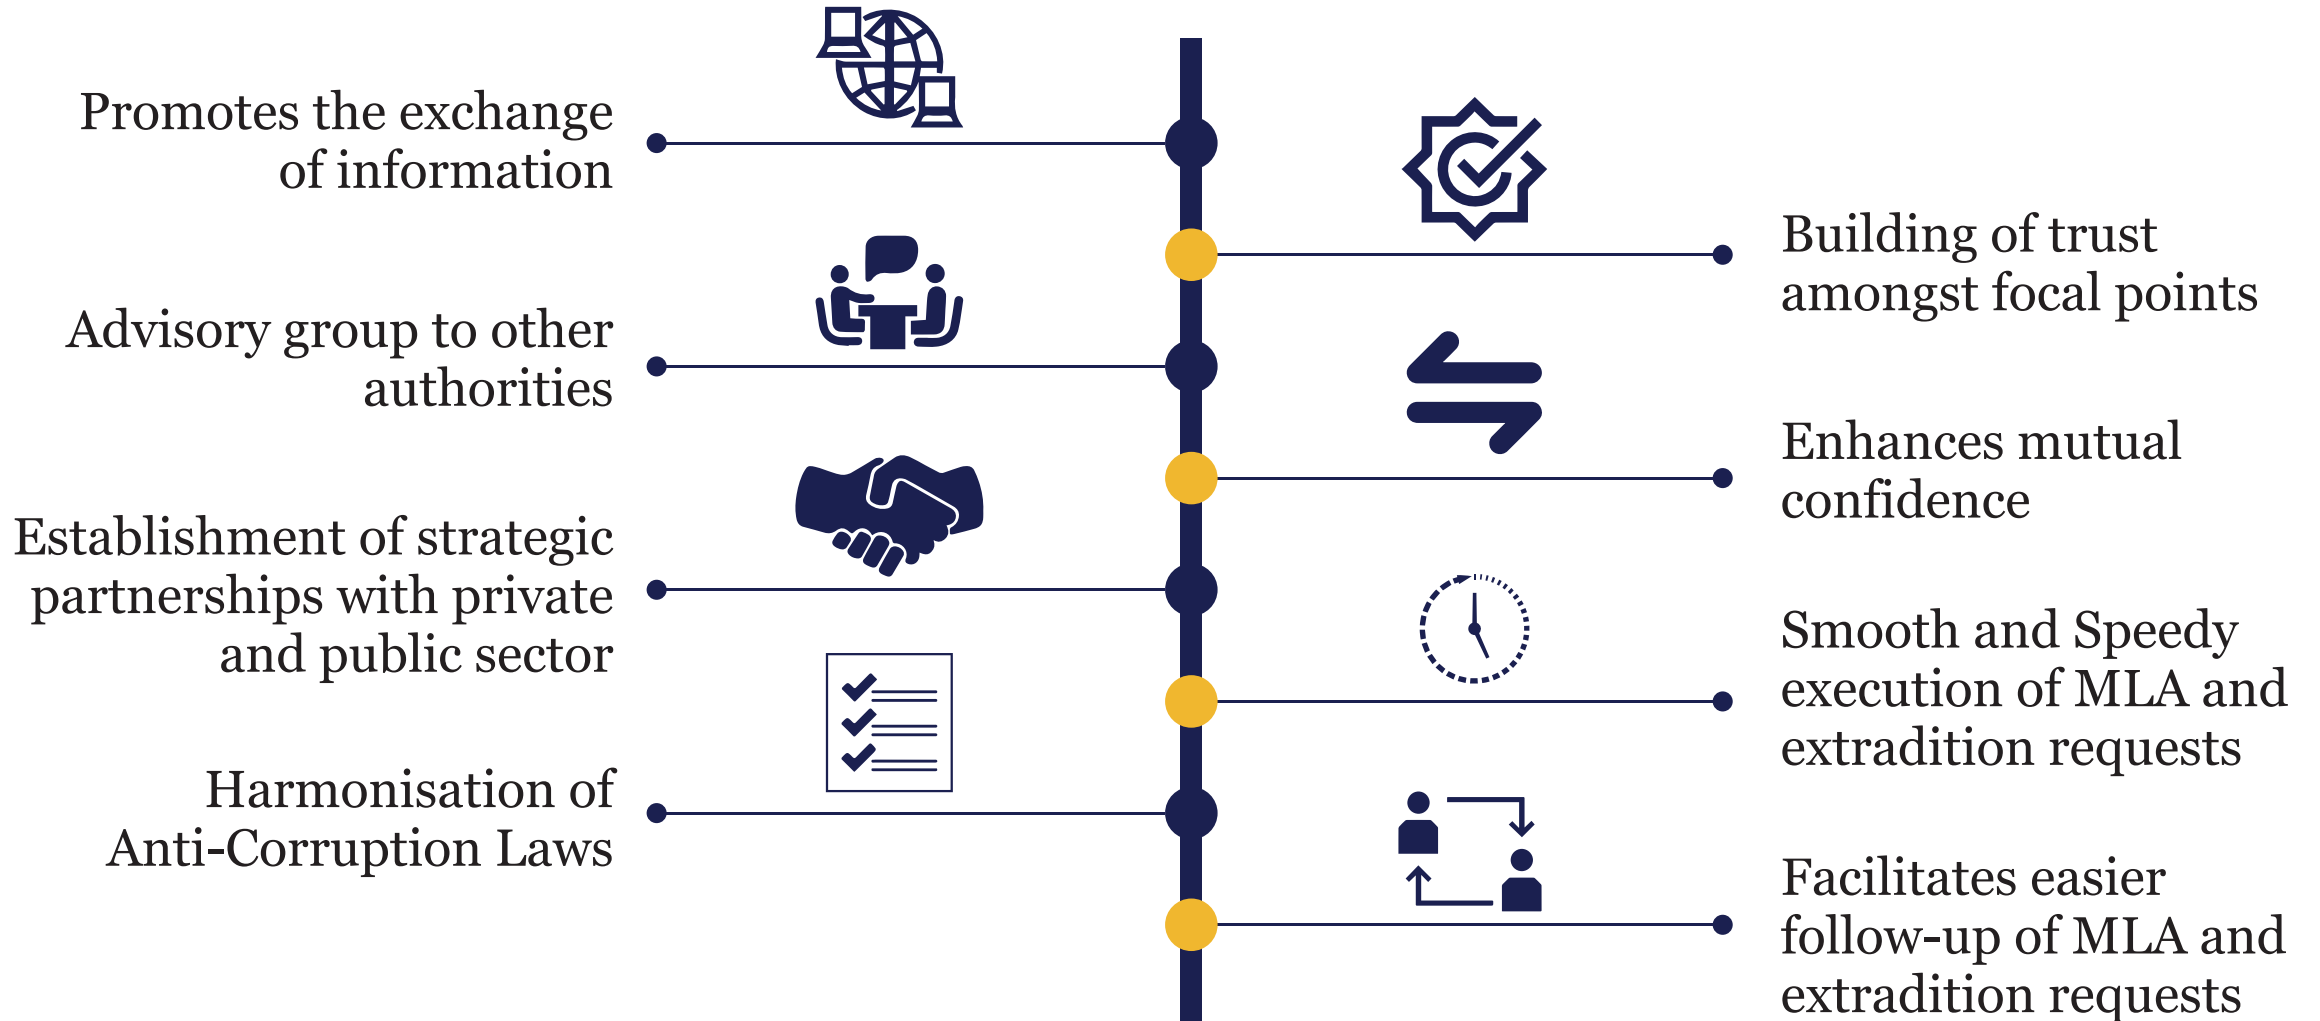 Promotes the exchange
of information
Building of trust
amongst focal points
Advisory group to other
authorities
Enhances mutual
confidence
Establishment of strategic
partnerships with private
and public sector
Smooth and Speedy
execution of MLA and
extradition requests
Harmonisation of
Anti-Corruption Laws
Facilitates easier
follow-up of MLA and
extradition requests